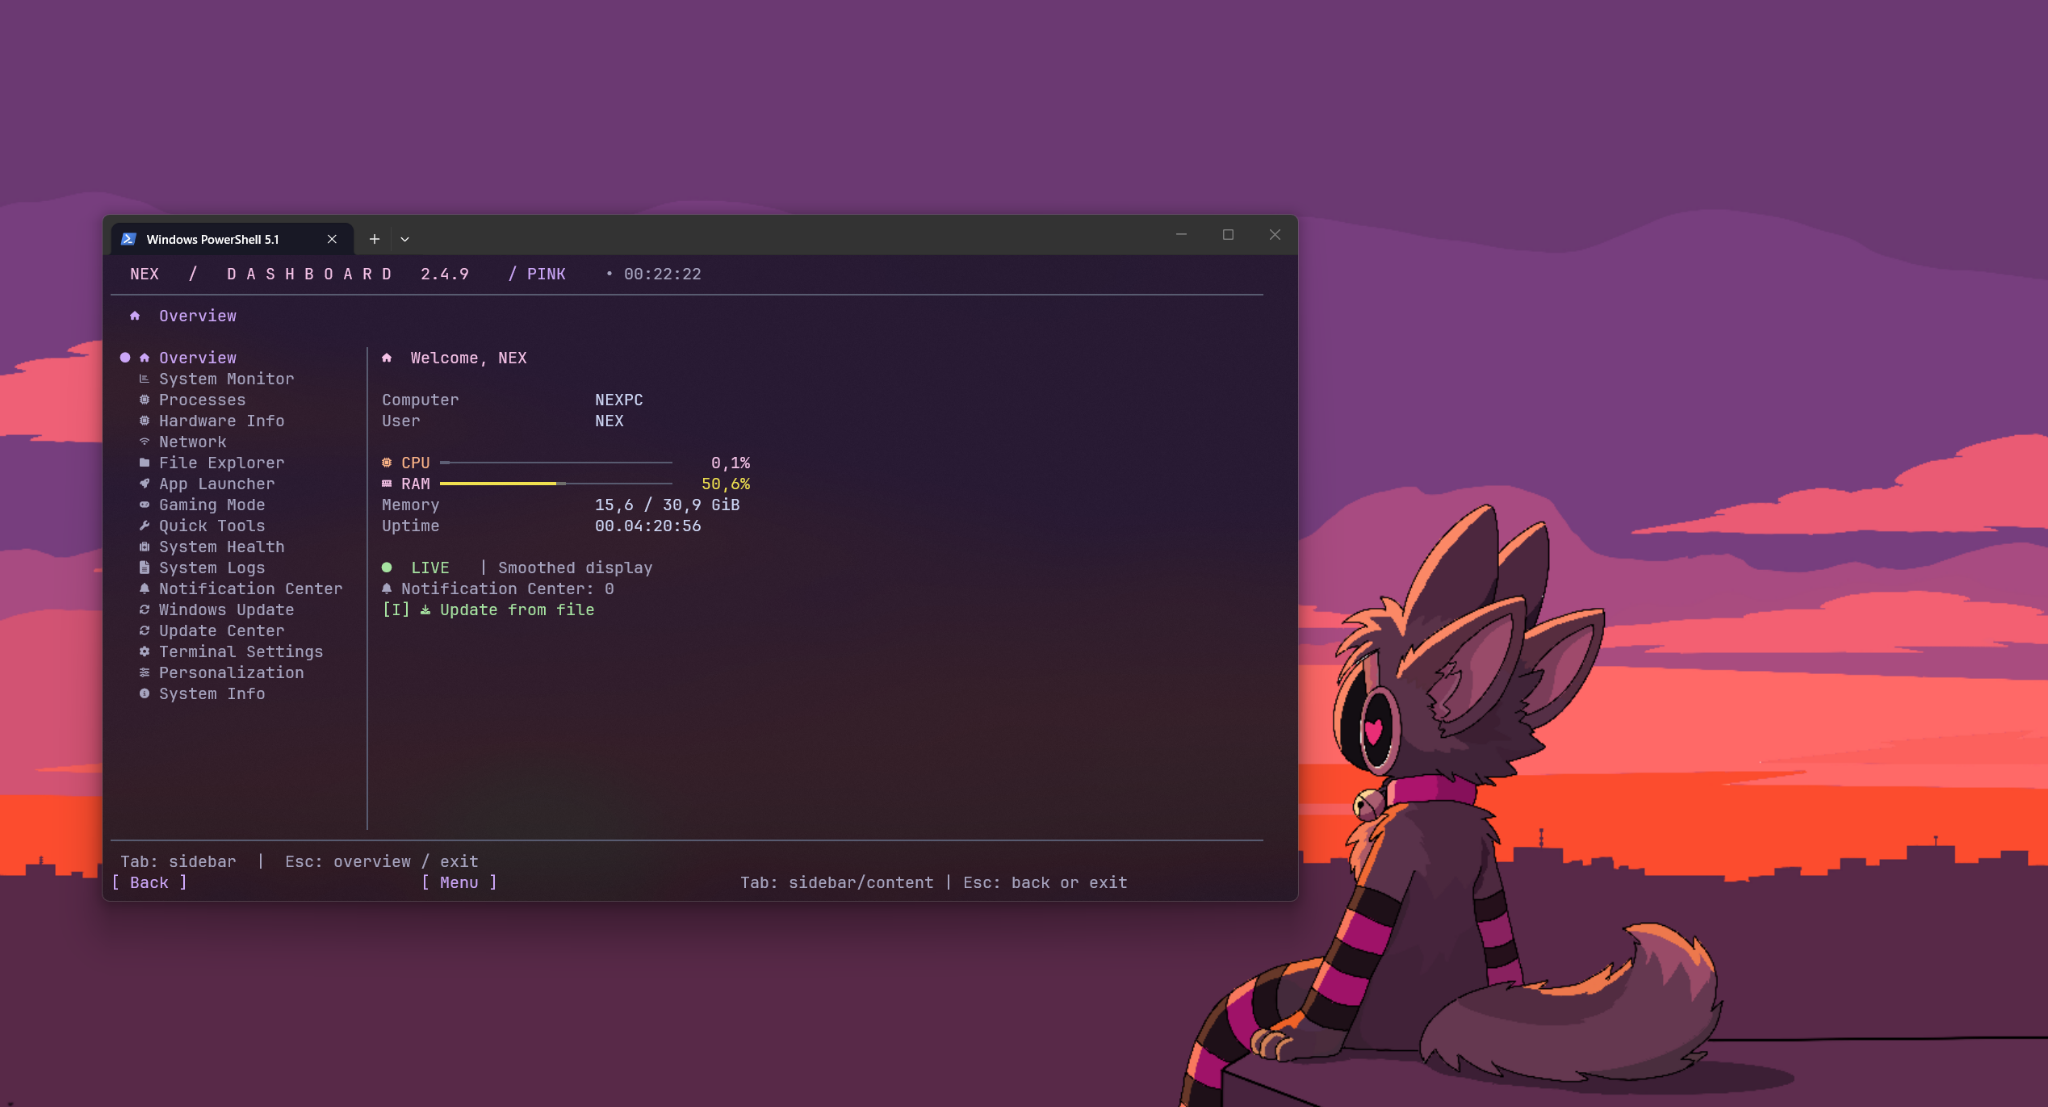 Windows PowerShell 5.1
NEX / D A S H B O A R D 2.4.9 / PINK • 00:22:22
Overview
Overview
System Monitor
Processes
Hardware Info
Network
File Explorer
App Launcher
Gaming Mode
Quick Tools
System Health
System Logs
Notification Center
Windows Update
Update Center
Terminal Settings
Personalization
System Info
Welcome, NEX
Computer NEXPC
User NEX
CPU 0,1%
RAM 50,6%
Memory 15,6 / 30,9 GiB
Uptime 00.04:20:56
LIVE | Smoothed display
Notification Center: 0
[I] Update from file
Tab: sidebar | Esc: overview / exit
[ Back ] [ Menu ] Tab: sidebar/content | Esc: back or exit